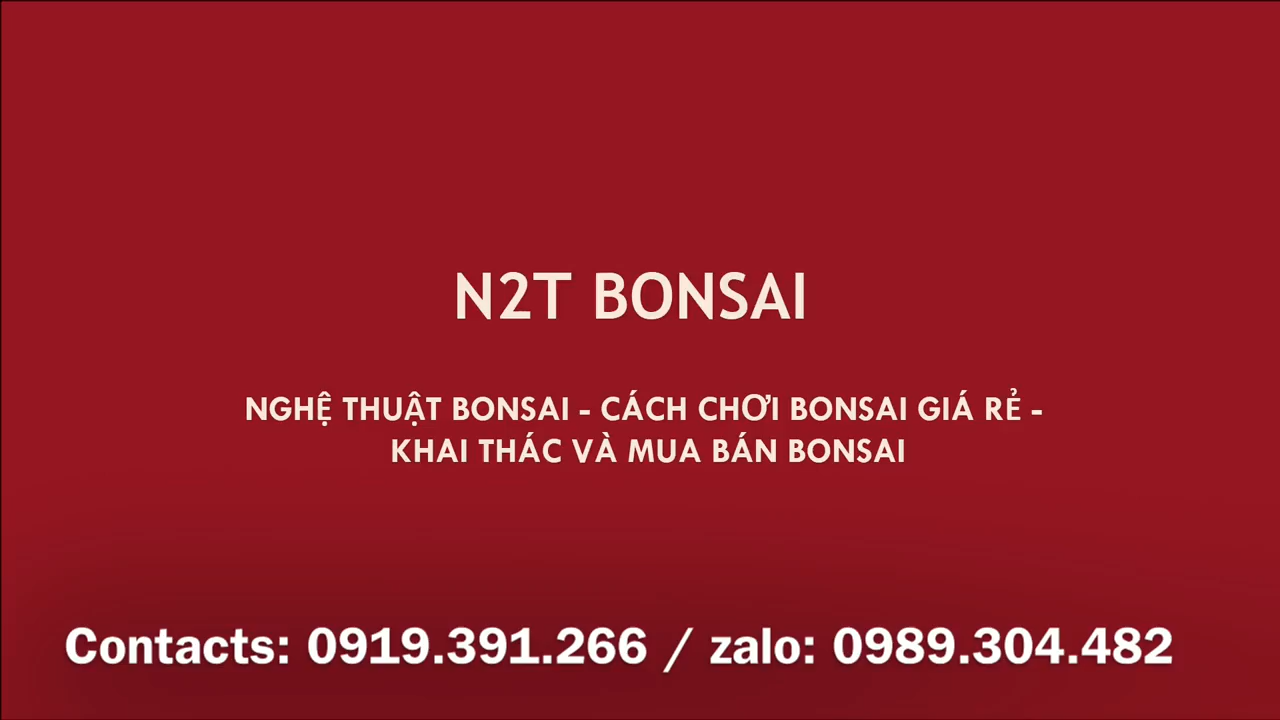 N2T BONSAI
NGHỆ THUẬT BONSAI - CÁCH CHƠI BONSAI GIÁ RẺ -
KHAI THÁC VÀ MUA BÁN BONSAI
Contacts: 0919.391.266 / zalo: 0989.304.482